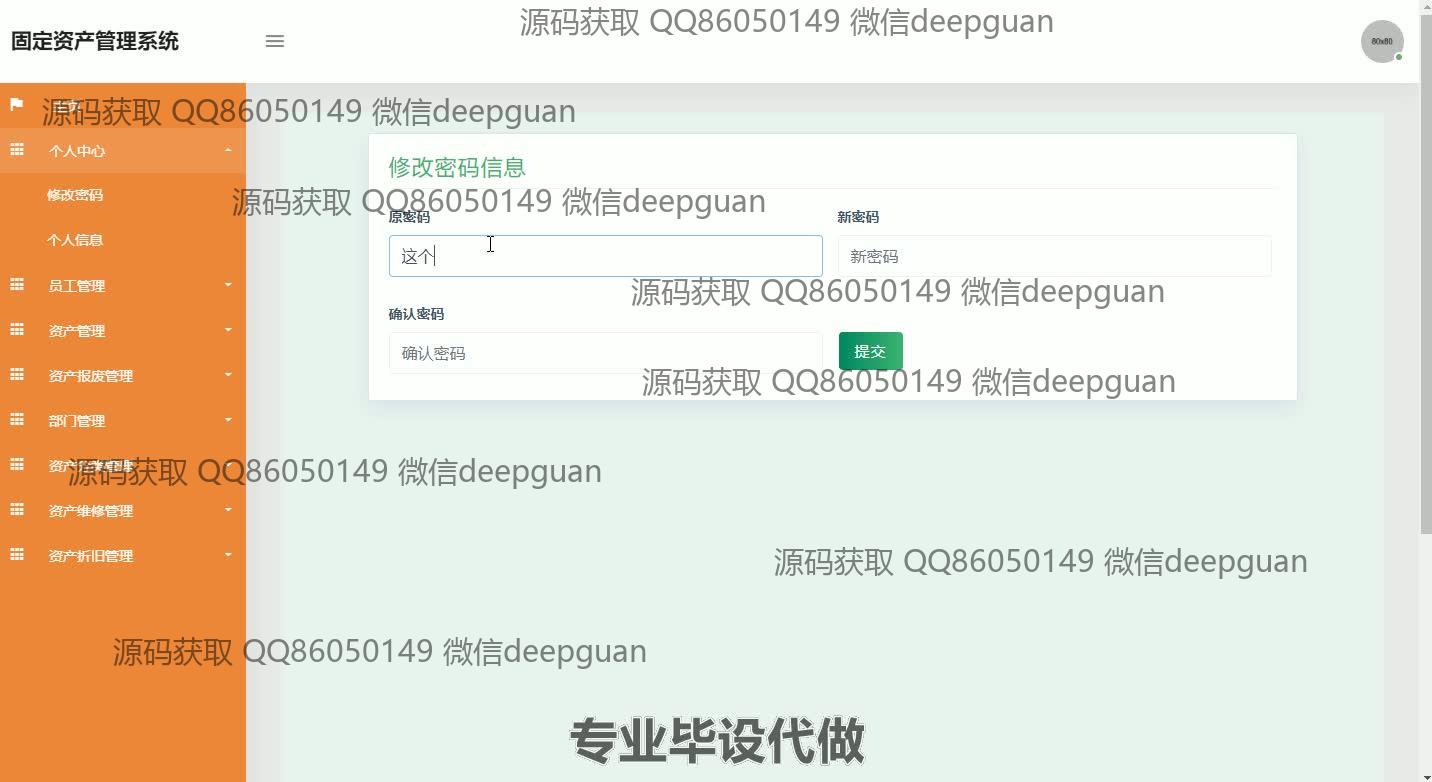 源码获取 QQ86050149 微信deepguan
固定资产管理系统
80x80
源码获取 QQ86050149 微信deepguan
个人中心
修改密码信息
修改密码
源码获取 QQ86050149 微信deepguan
原密码
新密码
个人信息
这个
新密码
员工管理
源码获取 QQ86050149 微信deepguan
确认密码
资产管理
确认密码
提交
资产报废管理
源码获取 QQ86050149 微信deepguan
部门管理
源码获取 QQ86050149 微信deepguan
资产维修管理
资产折旧管理
源码获取 QQ86050149 微信deepguan
源码获取 QQ86050149 微信deepguan
专业毕设代做